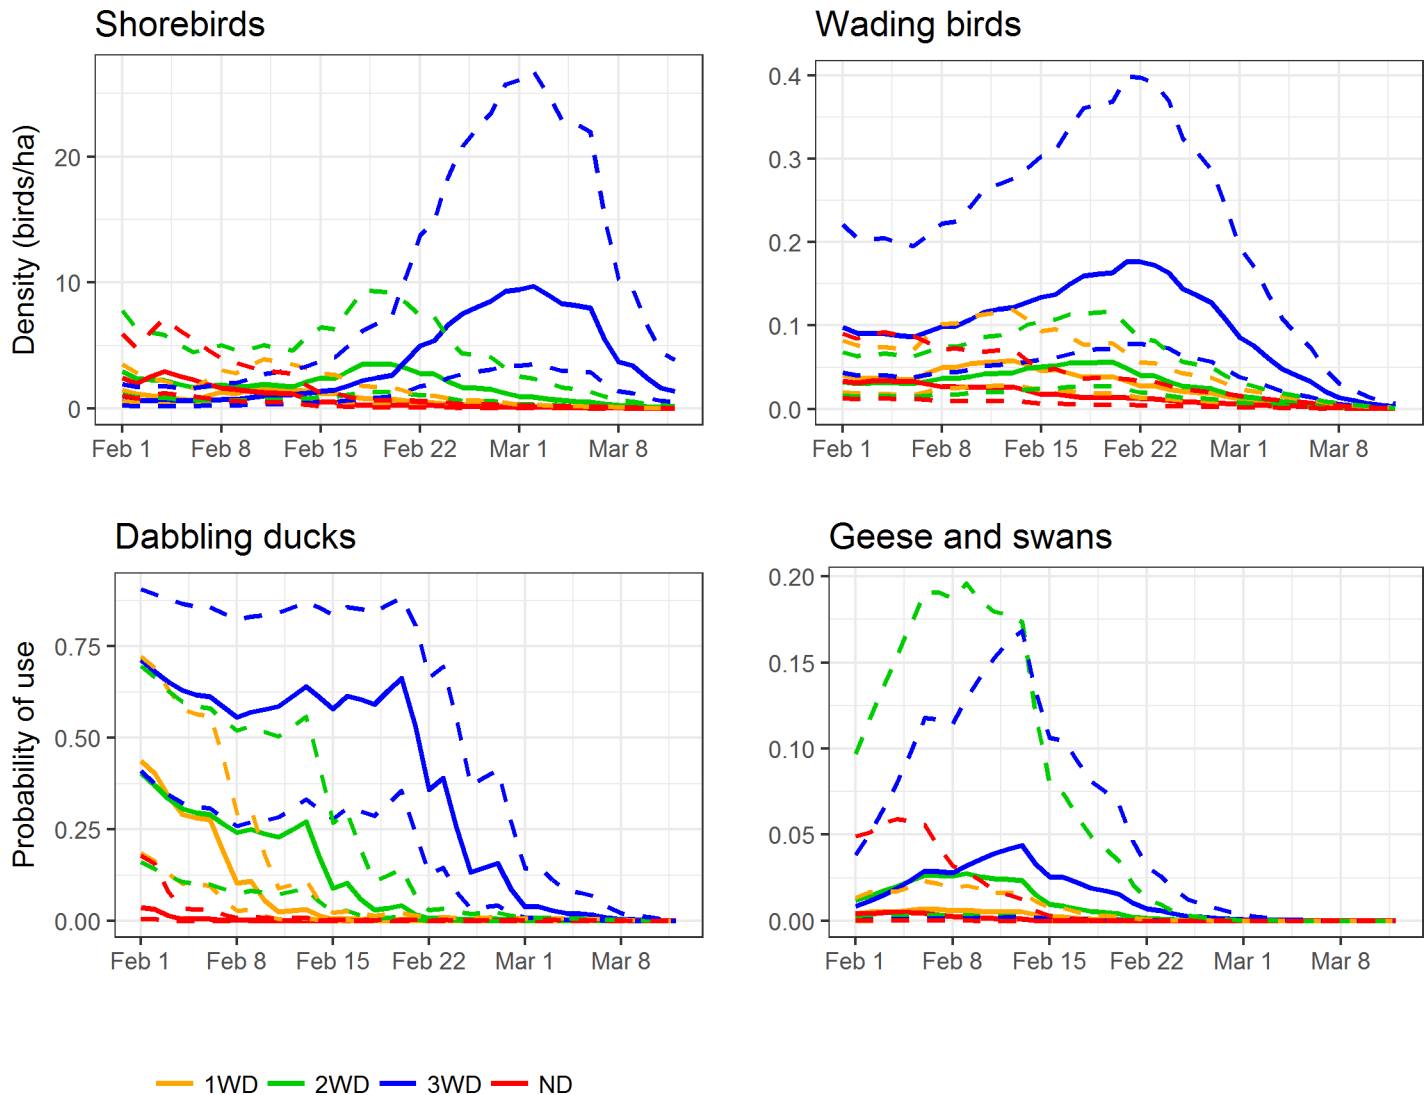 Shorebirds
Wading birds
Density (birds/ha)
20
10
0
0.4
0.3
0.2
0.1
0.0
Feb 1 Feb 8 Feb 15 Feb 22 Mar 1 Mar 8
Feb 1 Feb 8 Feb 15 Feb 22 Mar 1 Mar 8
Dabbling ducks
Geese and swans
Probability of use
0.75
0.50
0.25
0.00
0.20
0.15
0.10
0.05
0.00
Feb 1 Feb 8 Feb 15 Feb 22 Mar 1 Mar 8
Feb 1 Feb 8 Feb 15 Feb 22 Mar 1 Mar 8
1WD 2WD 3WD ND